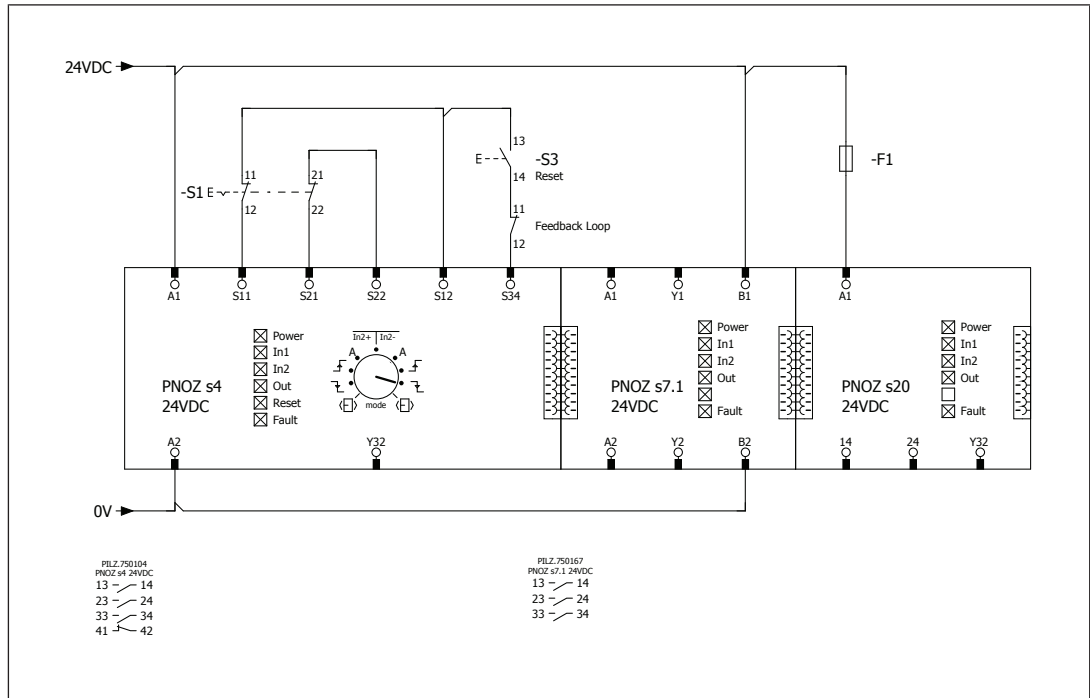 24VDC
13
E
-S3
14 Reset
-F1
11 21
-S1 E
12 22
11
Feedback Loop
12
A1 S11 S21 S22 S12 S34 A1 Y1 B1 A1
In2+ In2-
A A
mode
Power
In1
In2
Out
Reset
Fault
PNOZ s4
24VDC
A2 Y32
Power
In1
In2
Out
Fault
PNOZ s7.1
24VDC
A2 Y2 B2
Power
In1
In2
Out
Fault
PNOZ s20
24VDC
14 24 Y32
0V
PILZ.750104
PNOZ s4 24VDC
13 14
23 24
33 34
41 42
PILZ.750167
PNOZ s7.1 24VDC
13 14
23 24
33 34